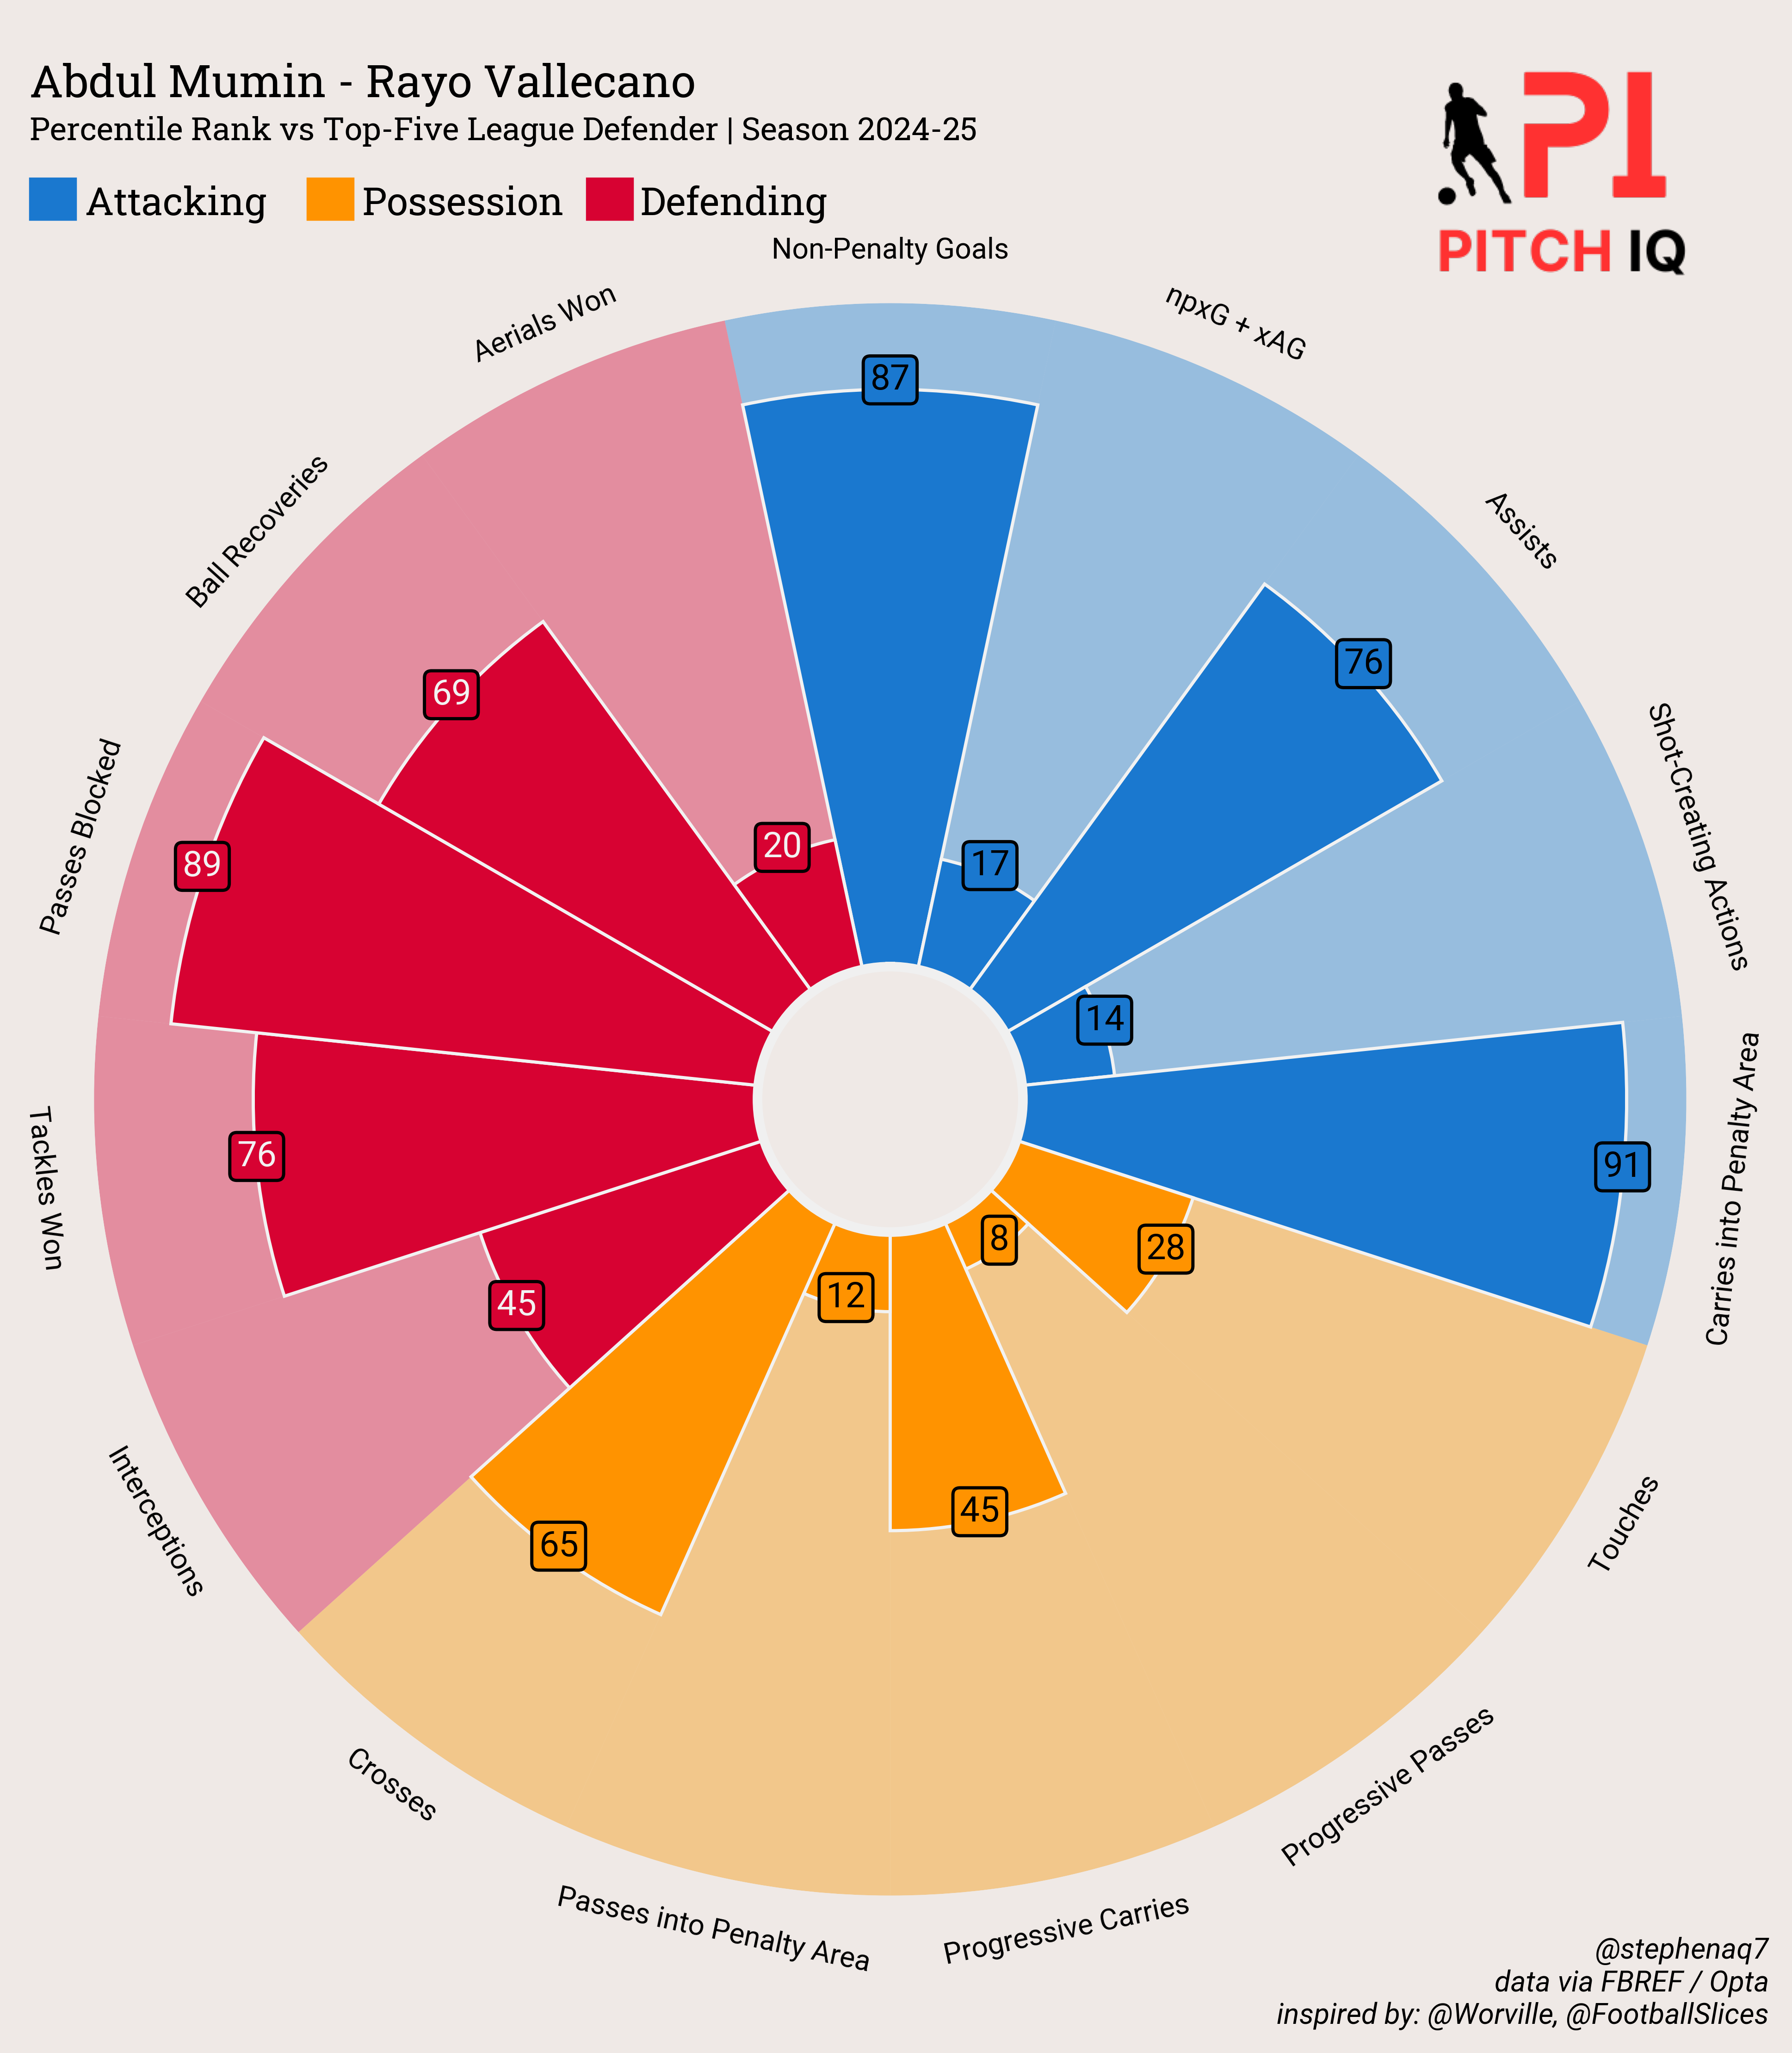 Abdul Mumin - Rayo Vallecano
Percentile Rank vs Top-Five League Defender | Season 2024-25
Attacking
Possession
Defending
PI
PITCH IQ
Non-Penalty Goals
87
npxG + xAG
17
Assists
76
Shot-Creating Actions
14
Carries into Penalty Area
91
Touches
28
Progressive Passes
8
Progressive Carries
45
Passes into Penalty Area
12
Crosses
65
Interceptions
45
Tackles Won
76
Passes Blocked
89
Ball Recoveries
69
Aerials Won
20
@stephenaq7
data via FBREF / Opta
inspired by: @Worville, @FootballSlices